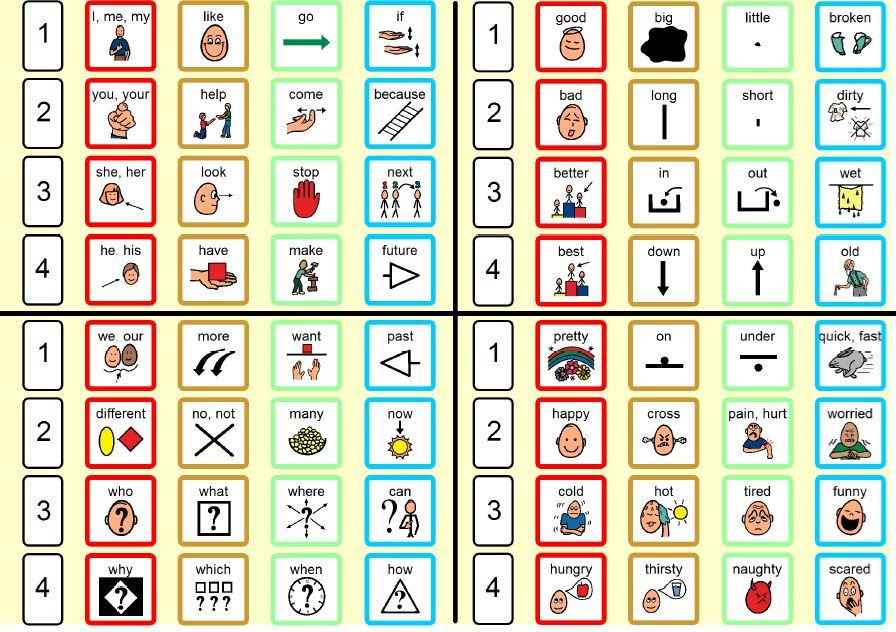 1 I, me, my like go if
2 you, your help come because
3 she, her look stop next
1 2 3
4 he, his have make future
1 good big little broken
2 bad long short dirty
3 better in out wet
4 best down up old
1 we, our more want past
2 different no, not many now
3 who what where can
? ? ? ?
4 why which when how
? ??? ? ?
1 pretty on under quick, fast
2 happy cross pain, hurt worried
3 cold hot tired funny
4 hungry thirsty naughty scared